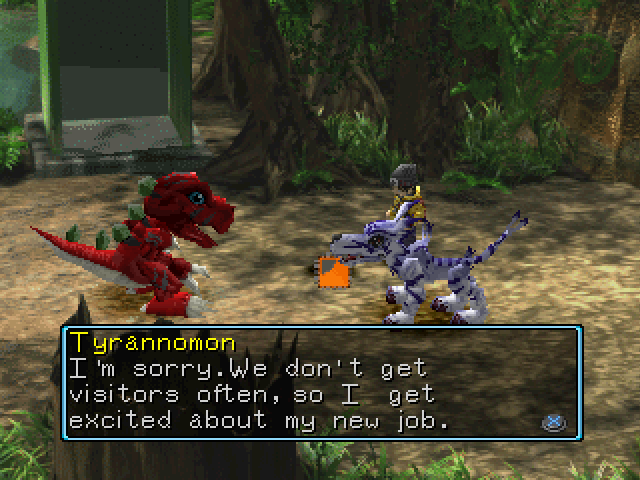 Tyrannomon
I'm sorry.We don't get
visitors often, so I get
excited about my new job.